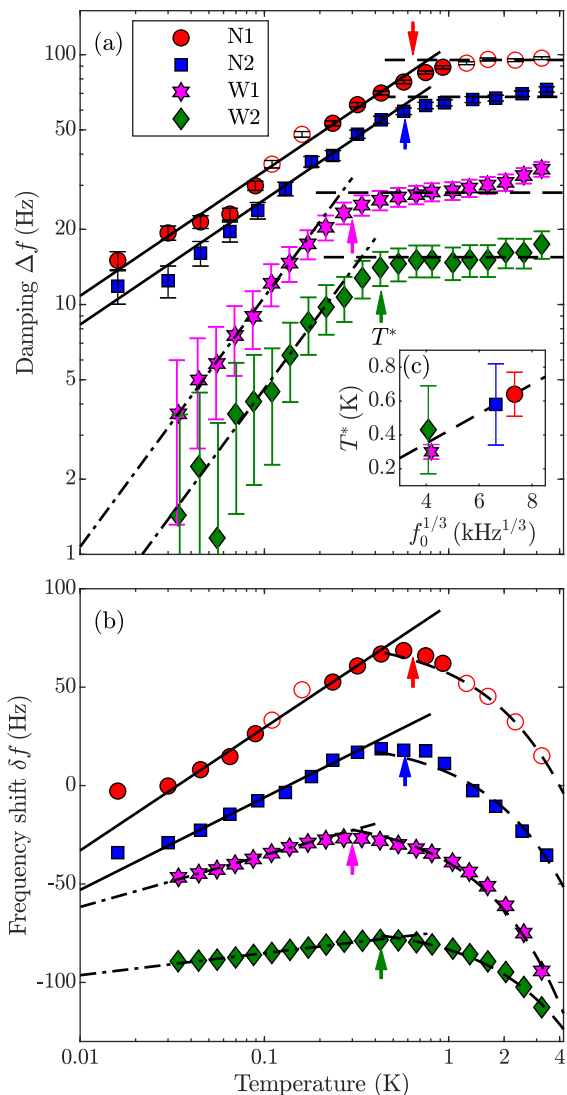 (a)
N1
N2
W1
W2
100
50
20
10
5
2
1
Damping Δf (Hz)
T*
(c)
0.8
0.6
0.4
0.2
T* (K)
4 6 8
f₀^{1/3} (kHz^{1/3})
(b)
100
50
0
-50
-100
Frequency shift δf (Hz)
0.01 0.1 1 2 4
Temperature (K)